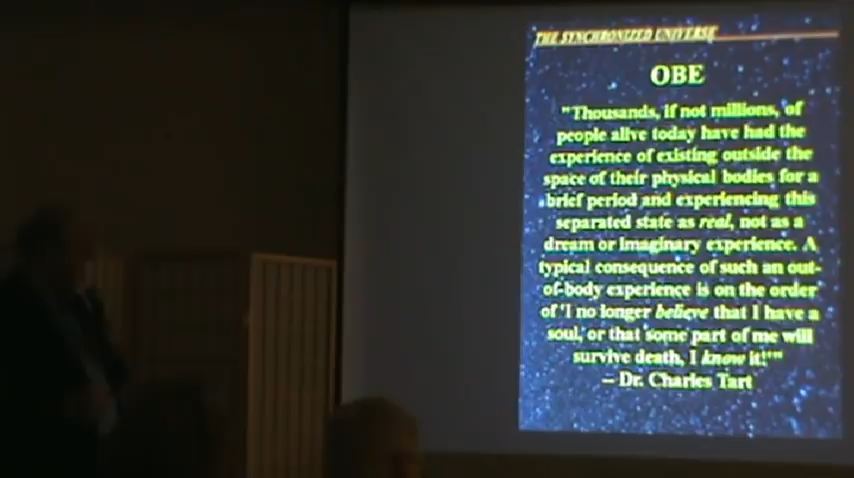 THE SYNCHRONIZED UNIVERSE
OBE
"Thousands, if not millions, of
people alive today have had the
experience of existing outside the
space of their physical bodies for a
brief period and experiencing this
separated state as real, not as a
dream or imaginary experience. A
typical consequence of such an out-
of-body experience is on the order
of 'I no longer believe that I have a
soul, or that some part of me will
survive death, I know it!'"
– Dr. Charles Tart